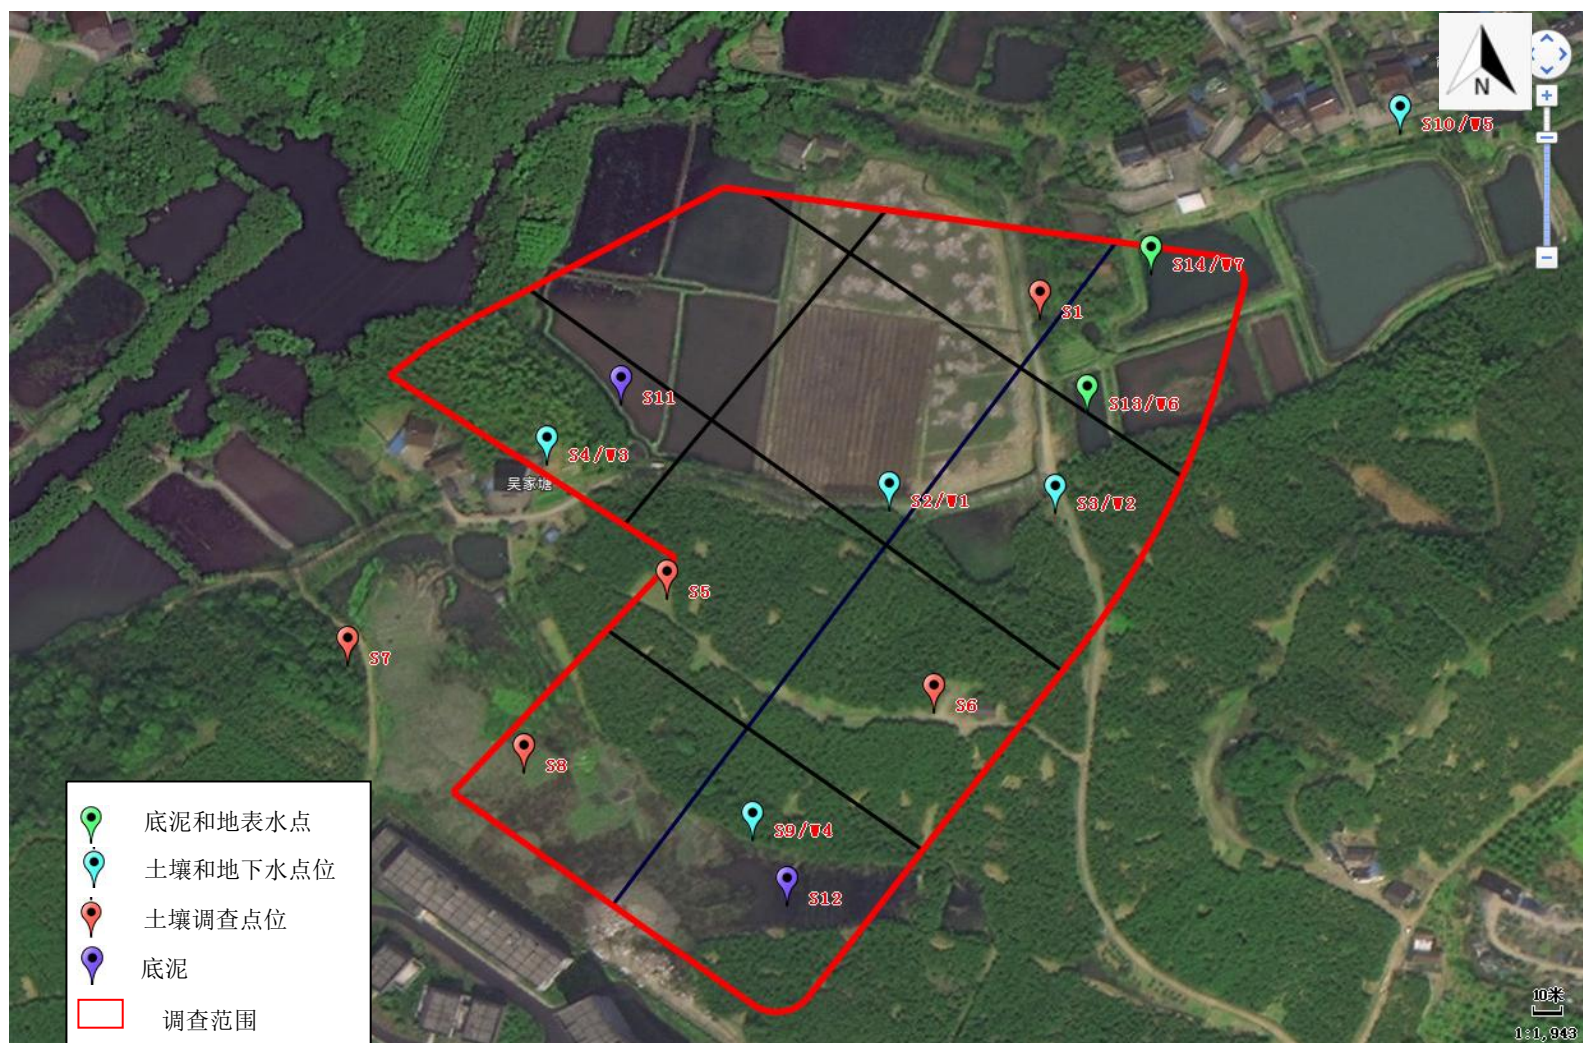 N
S10/W5
S14/W7
S1
S11
S13/W6
S4/W3
吴家塘
S2/W1
S3/W2
S5
S7
S6
S8
S9/W4
S12
底泥和地表水点
土壤和地下水点位
土壤调查点位
底泥
调查范围
10米
1:1,943